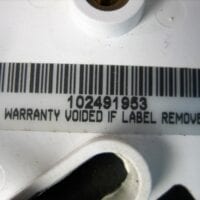 102491953
WARRANTY VOIDED IF LABEL REMOVE